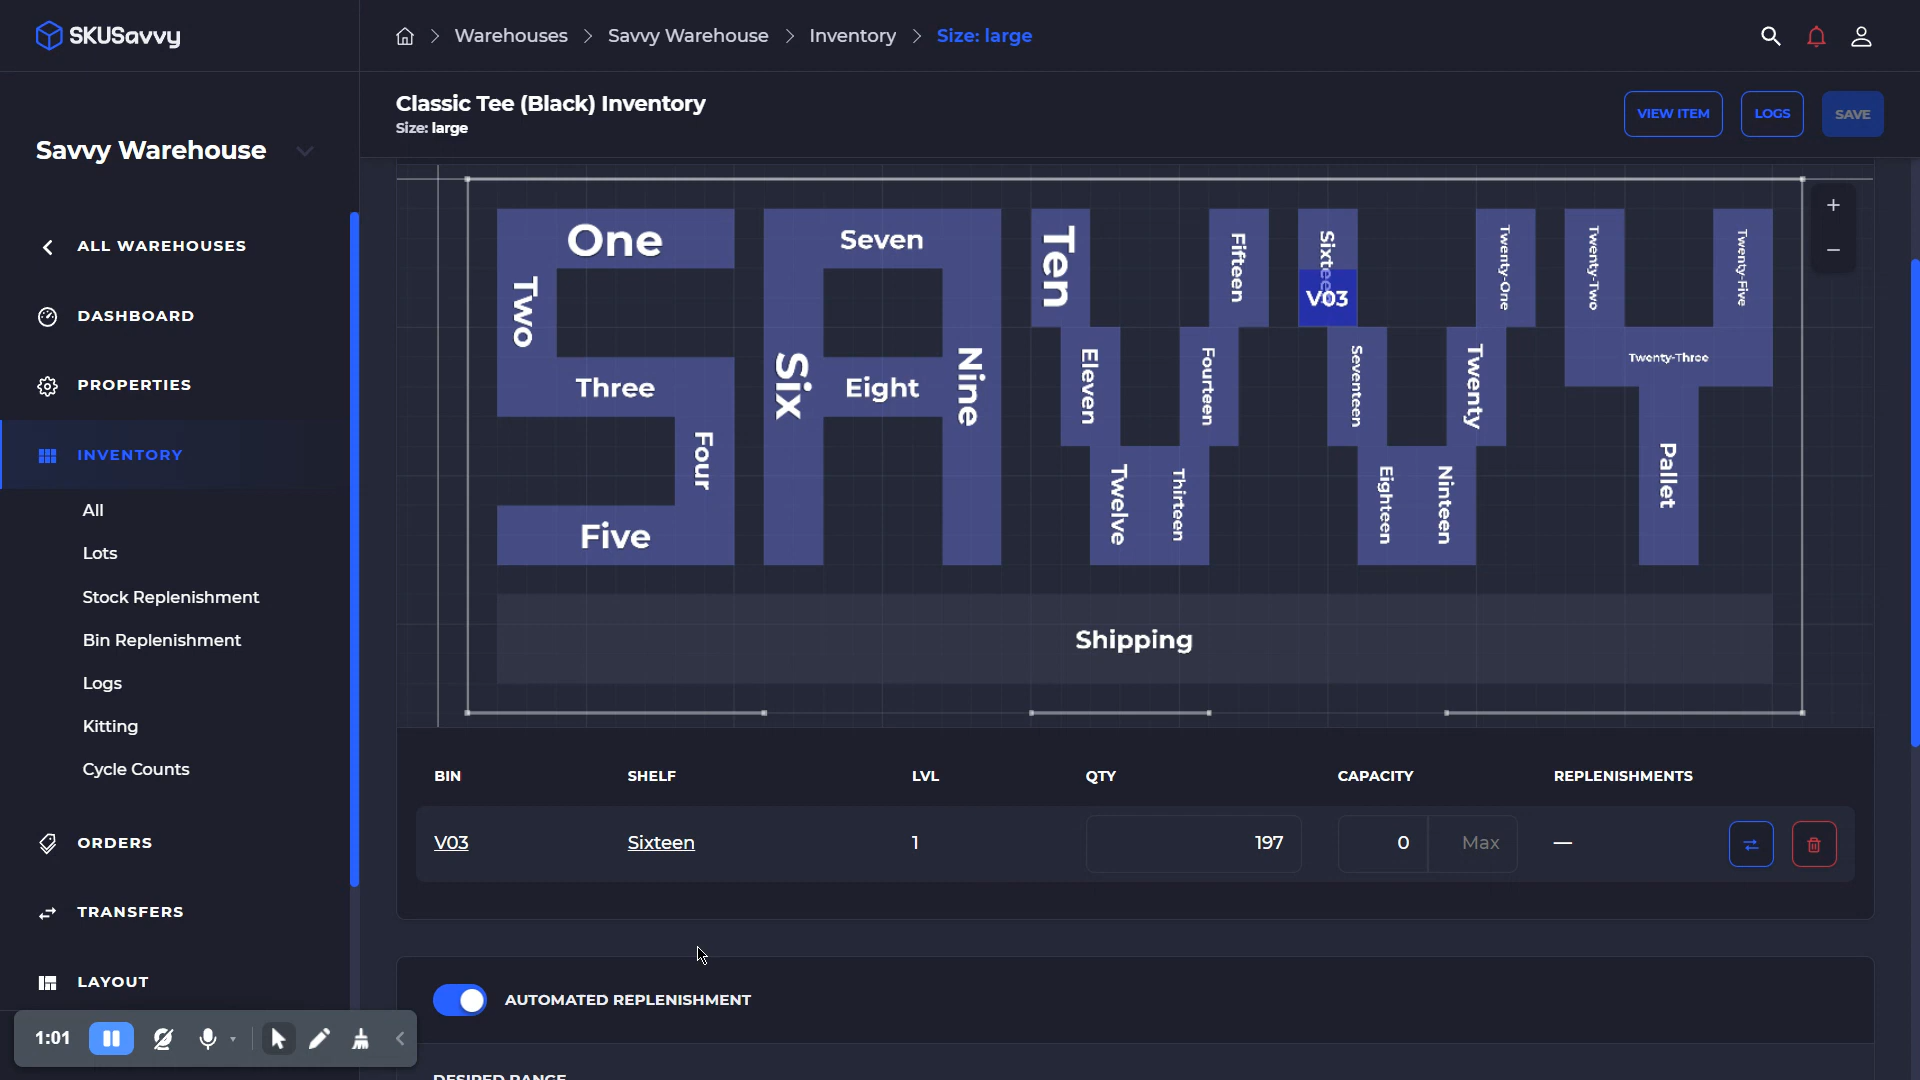 SKUSavvy
Warehouses
Savvy Warehouse
Inventory
Size: large
Classic Tee (Black) Inventory
Size: large
VIEW ITEM
LOGS
SAVE
Savvy Warehouse
ALL WAREHOUSES
DASHBOARD
PROPERTIES
INVENTORY
All
Lots
Stock Replenishment
Bin Replenishment
Logs
Kitting
Cycle Counts
ORDERS
TRANSFERS
LAYOUT
1:01
One
Two
Three
Four
Five
Six
Seven
Eight
Nine
Ten
Eleven
Twelve
Thirteen
Fourteen
Fifteen
Sixteen
V03
Seventeen
Eighteen
Ninteen
Twenty
Twenty-One
Twenty-Two
Twenty-Three
Twenty-Five
Pallet
Shipping
+
−
BIN SHELF LVL QTY CAPACITY REPLENISHMENTS
V03 Sixteen 1 197 0 Max —
AUTOMATED REPLENISHMENT
DESIRED RANGE